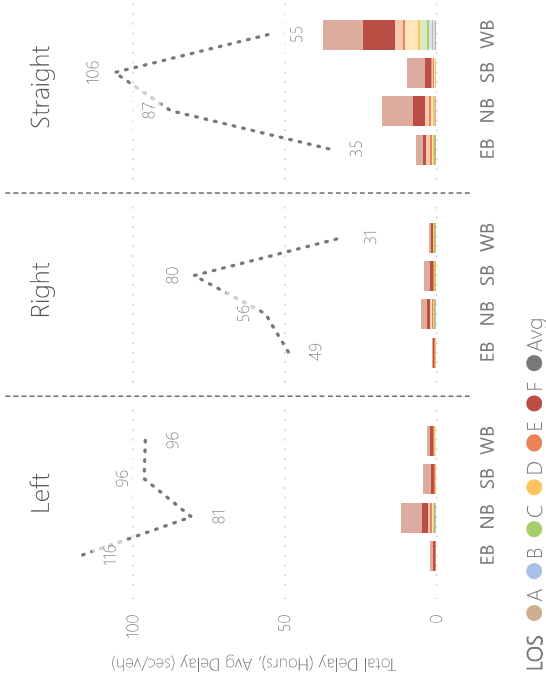 Left
Right
Straight
116
81
96
96
49
56
80
31
35
87
106
55
100
50
0
Total Delay (Hours), Avg Delay (sec/veh)
EB NB SB WB
EB NB SB WB
EB NB SB WB
LOS A B C D E F Avg